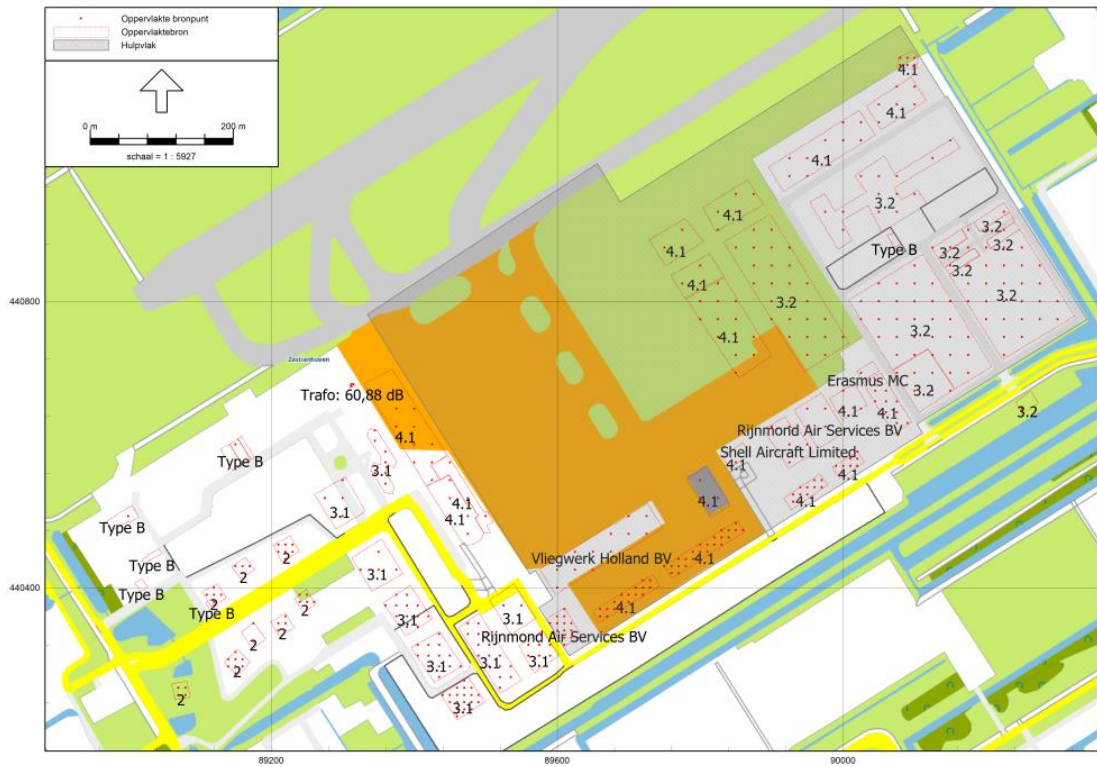 Oppervlakte bronpunt
Oppervlaktebron
Hulpvlak
0 m
200 m
schaal = 1 : 5927
4.1
4.1
4.1
3.2
4.1
3.2
Type B
3.2
3.2
3.2
4.1
4.1
3.2
3.2
440800
4.1
3.2
Zestienhoven
Erasmus MC
Trafo: 60,88 dB
3.2
4.1
4.1
3.2
Rijnmond Air Services BV
4.1
Shell Aircraft Limited
Type B
3.1
4.1
4.1
3.1
4.1
4.1
4.1
Type B
4.1
2
Vliegwerk Holland BV
4.1
Type B
2
3.1
440400
Type B
2
2
4.1
Type B
3.1
3.1
2
2
Rijnmond Air Services BV
2
3.1
3.1
3.1
2
3.1
89200
89600
90000